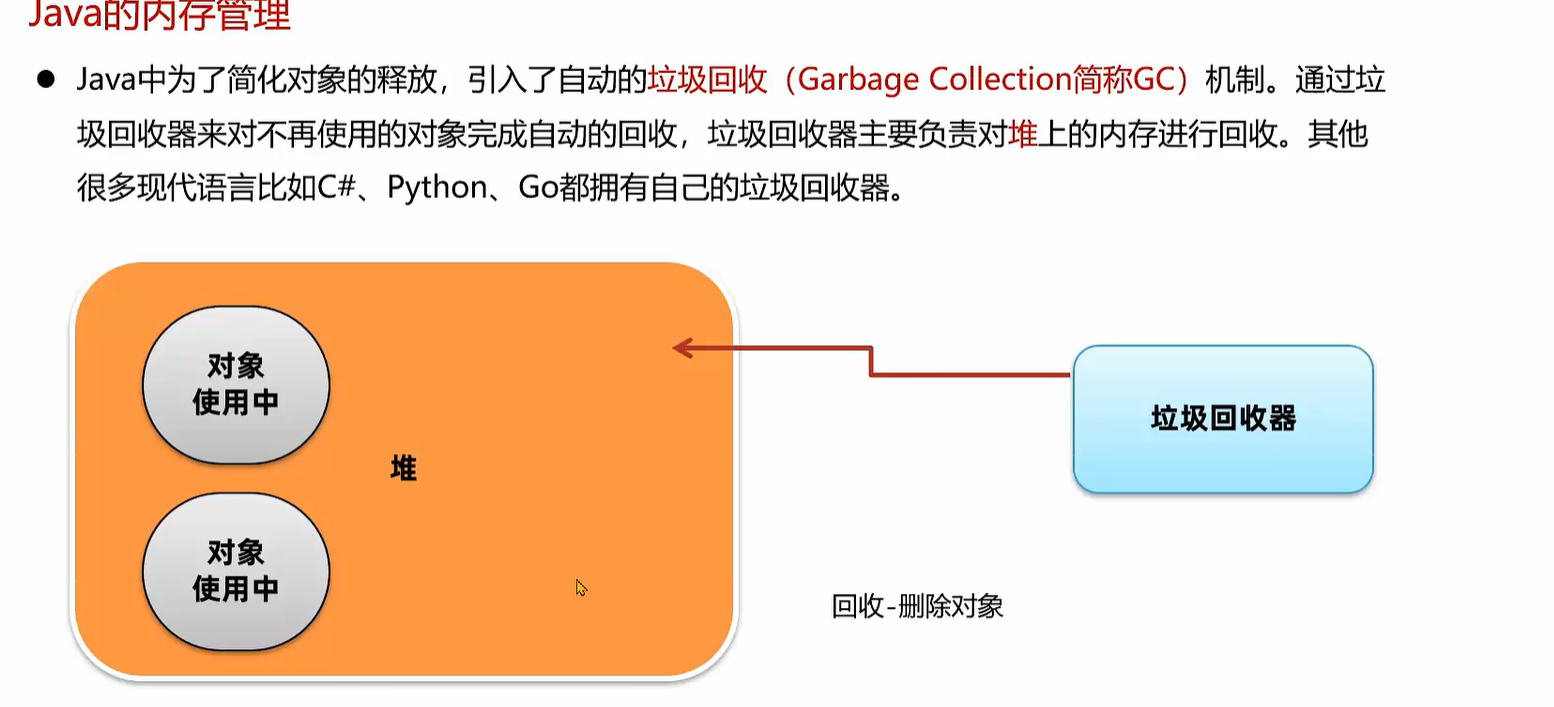 Java的内存管理
Java中为了简化对象的释放，引入了自动的垃圾回收（Garbage Collection简称GC）机制。通过垃
圾回收器来对不再使用的对象完成自动的回收，垃圾回收器主要负责对堆上的内存进行回收。其他
很多现代语言比如C#、Python、Go都拥有自己的垃圾回收器。
对象
使用中
堆
对象
使用中
垃圾回收器
回收-删除对象